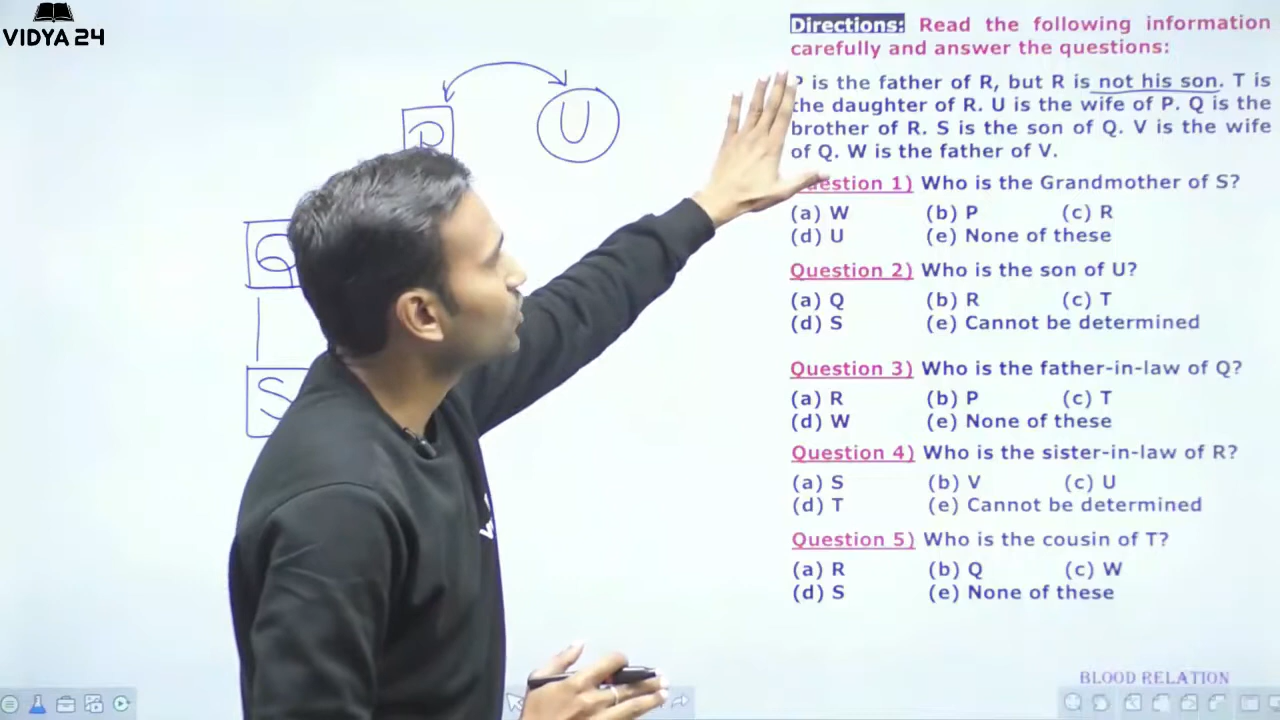 VIDYA 24
Directions: Read the following information
carefully and answer the questions:
is the father of R, but R is not his son. T is
the daughter of R. U is the wife of P. Q is the
brother of R. S is the son of Q. V is the wife
of Q. W is the father of V.
Question 1) Who is the Grandmother of S?
(a) W (b) P (c) R
(d) U (e) None of these
Question 2) Who is the son of U?
(a) Q (b) R (c) T
(d) S (e) Cannot be determined
Question 3) Who is the father-in-law of Q?
(a) R (b) P (c) T
(d) W (e) None of these
Question 4) Who is the sister-in-law of R?
(a) S (b) V (c) U
(d) T (e) Cannot be determined
Question 5) Who is the cousin of T?
(a) R (b) Q (c) W
(d) S (e) None of these
BLOOD RELATION
U
Q
S